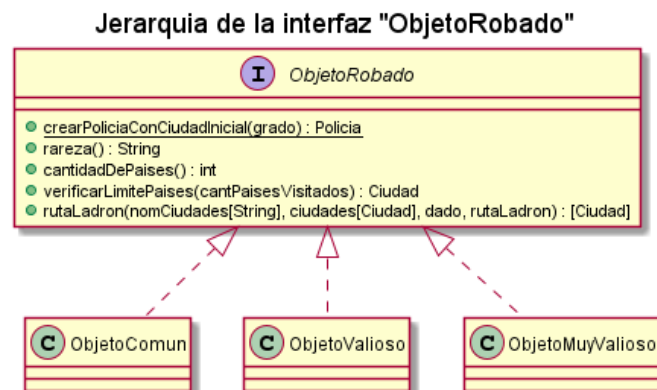 Jerarquia de la interfaz "ObjetoRobado"
I ObjetoRobado
crearPoliciaConCiudadInicial(grado) : Policia
rareza() : String
cantidadDePaises() : int
verificarLimitePaises(cantPaisesVisitados) : Ciudad
rutaLadron(nomCiudades[String], ciudades[Ciudad], dado, rutaLadron) : [Ciudad]
C ObjetoComun
C ObjetoValioso
C ObjetoMuyValioso